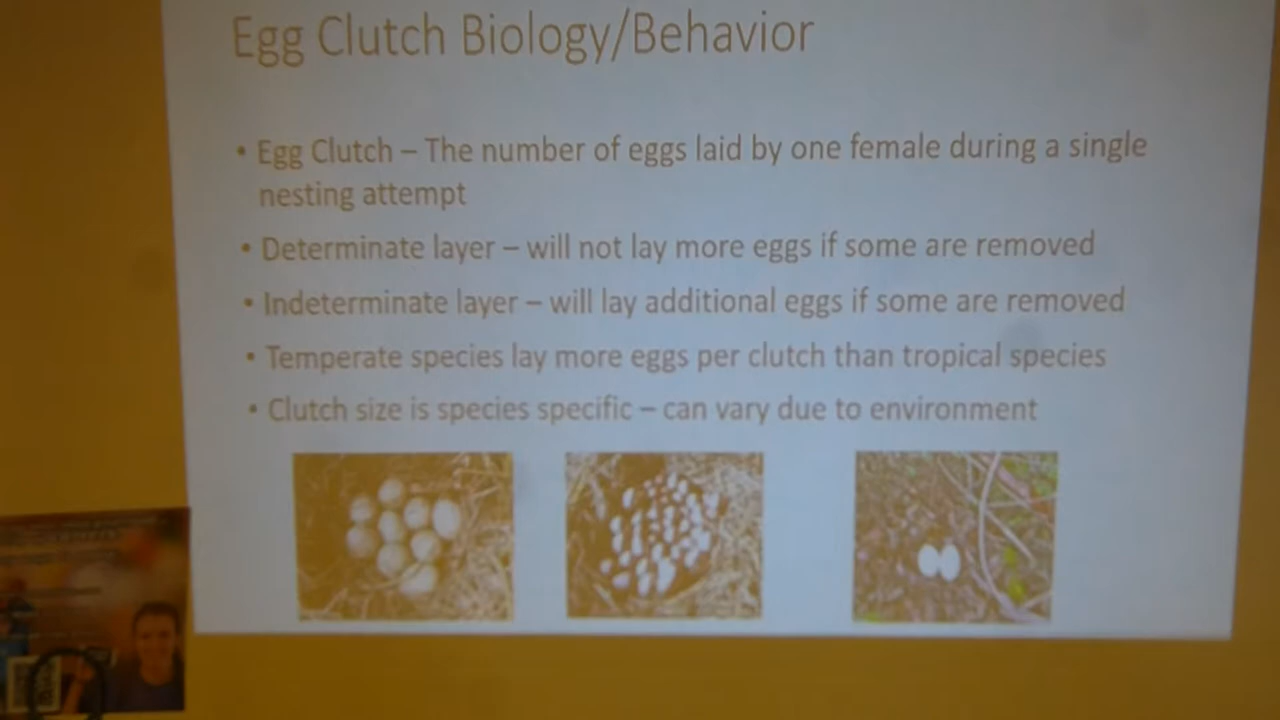 Egg Clutch Biology/Behavior
• Egg Clutch – The number of eggs laid by one female during a single
nesting attempt
• Determinate layer – will not lay more eggs if some are removed
• Indeterminate layer – will lay additional eggs if some are removed
• Temperate species lay more eggs per clutch than tropical species
• Clutch size is species specific – can vary due to environment